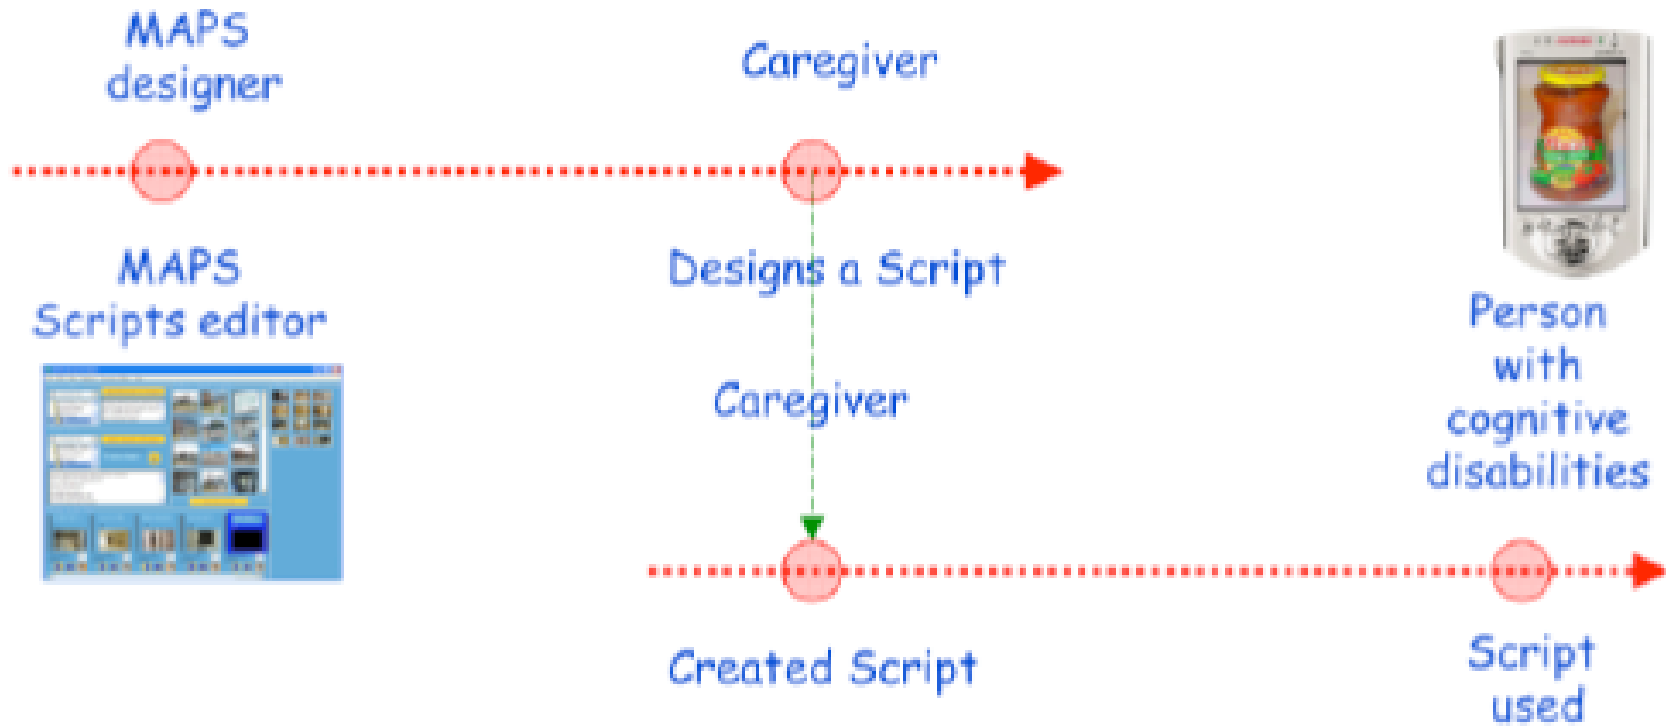 MAPS
designer
Caregiver
MAPS
Scripts editor
Designs a Script
Caregiver
Person
with
cognitive
disabilities
Created Script
Script
used